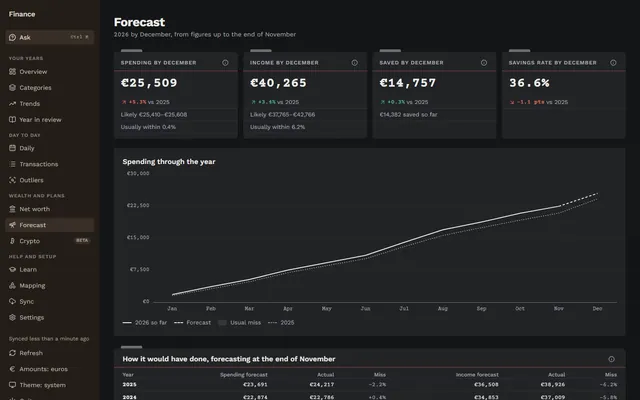 Finance
Ask Ctrl K
YOUR YEARS
Overview
Categories
Trends
Year in review
DAY TO DAY
Daily
Transactions
Outliers
WEALTH AND PLANS
Net worth
Forecast
Crypto BETA
HELP AND SETUP
Learn
Mapping
Sync
Settings
Synced less than a minute ago
Refresh
Amounts: euros
Theme: system
Forecast
2026 by December, from figures up to the end of November
SPENDING BY DECEMBER
€25,509
+5.3% vs 2025
Likely €25,410–€25,608
Usually within 0.4%
INCOME BY DECEMBER
€40,265
+3.4% vs 2025
Likely €37,765–€42,766
Usually within 6.2%
SAVED BY DECEMBER
€14,757
+0.3% vs 2025
€14,382 saved so far
SAVINGS RATE BY DECEMBER
36.6%
-1.1 pts vs 2025
Spending through the year
€30,000
€22,500
€15,000
€7,500
€0
Jan Feb Mar Apr May Jun Jul Aug Sep Oct Nov Dec
2026 so far Forecast Usual miss 2025
How it would have done, forecasting at the end of November
Year Spending forecast Actual Miss Income forecast Actual Miss
2025 €23,691 €24,217 -2.2% €36,508 €38,926 -6.2%
2024 €22,874 €22,786 +0.4% €34,853 €37,009 -5.8%